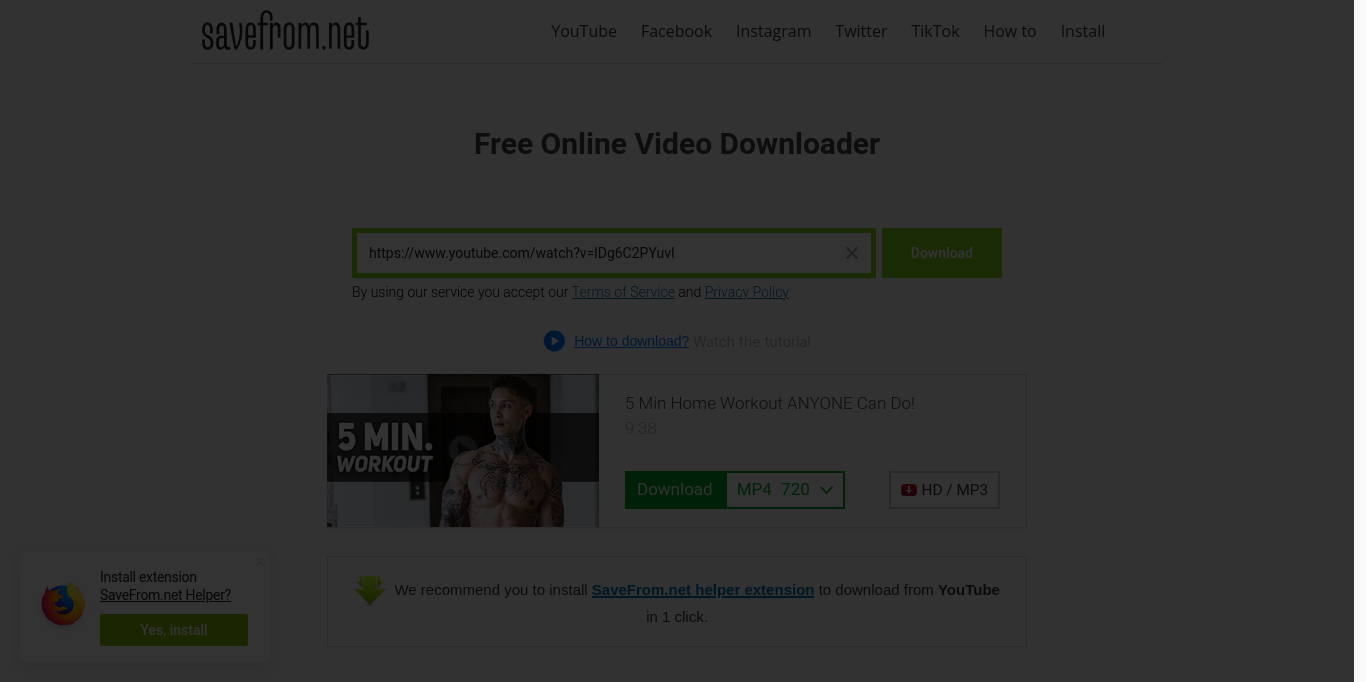 savefrom.net
YouTube Facebook Instagram Twitter TikTok How to Install
Free Online Video Downloader
https://www.youtube.com/watch?v=lDg6C2PYuvI
Download
By using our service you accept our Terms of Service and Privacy Policy
How to download? Watch the tutorial
5 MIN.
WORKOUT
5 Min Home Workout ANYONE Can Do!
9:38
Download MP4 720
HD / MP3
We recommend you to install SaveFrom.net helper extension to download from YouTube
in 1 click.
Install extension
SaveFrom.net Helper?
Yes, install